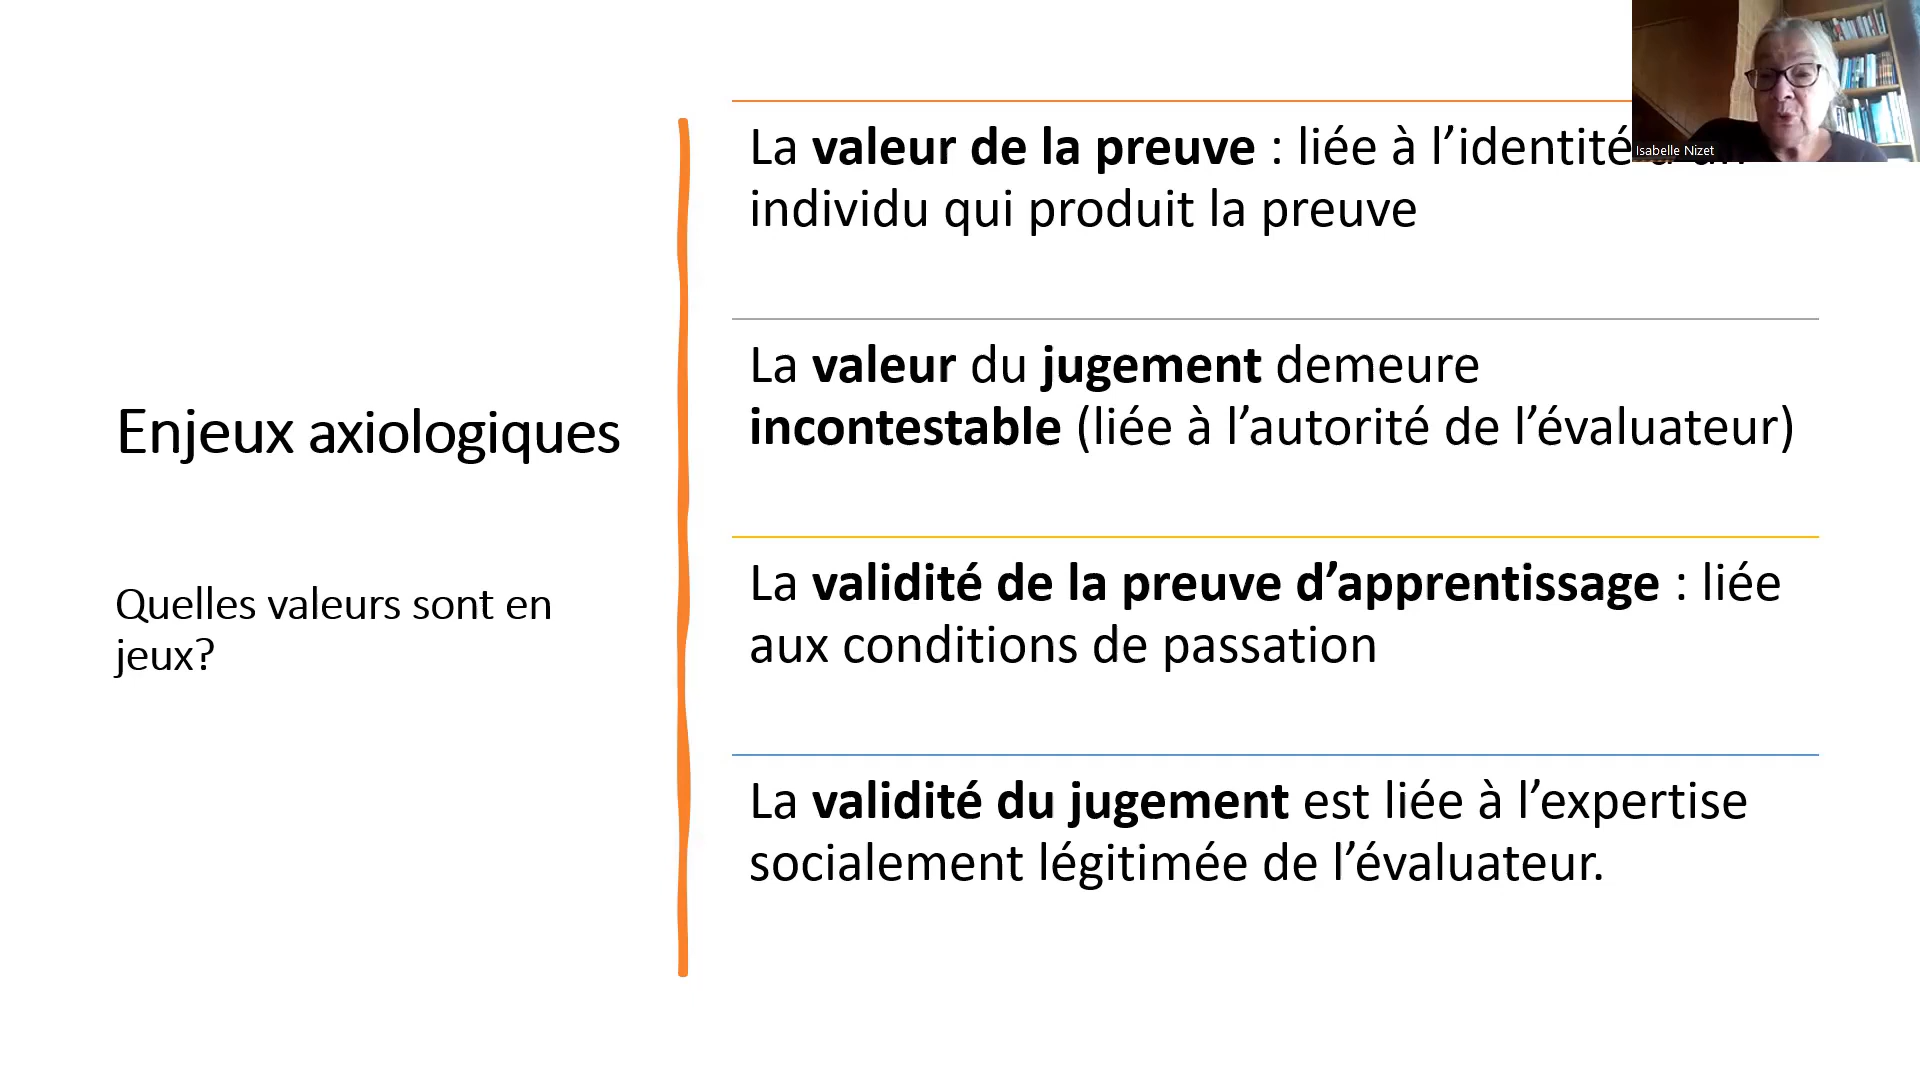 Enjeux axiologiques
Quelles valeurs sont en
jeux?
La valeur de la preuve : liée à l’identité
individu qui produit la preuve
La valeur du jugement demeure
incontestable (liée à l’autorité de l’évaluateur)
La validité de la preuve d’apprentissage : liée
aux conditions de passation
La validité du jugement est liée à l’expertise
socialement légitimée de l’évaluateur.
Isabelle Nizet